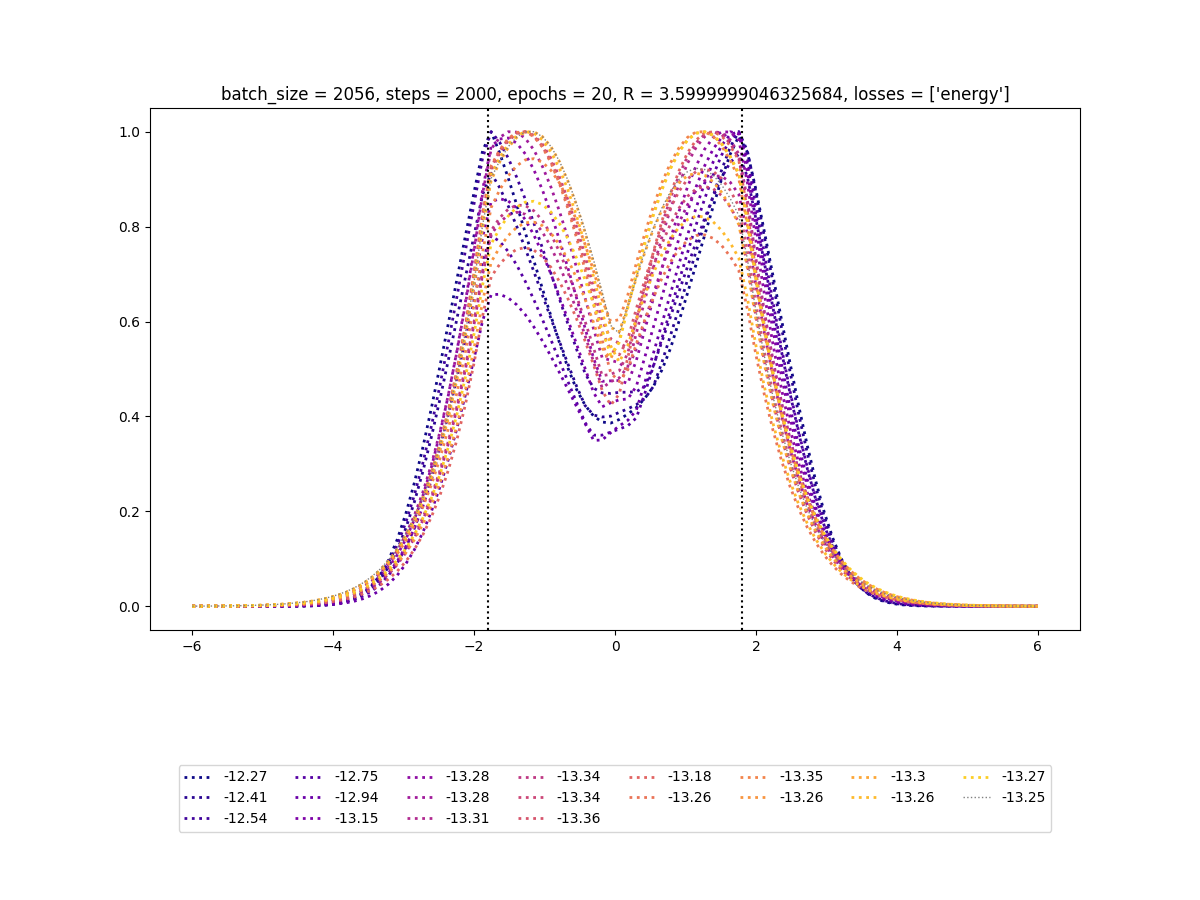 batch_size = 2056, steps = 2000, epochs = 20, R = 3.5999999046325684, losses = ['energy']
1.0
0.8
0.6
0.4
0.2
0.0
−6 −4 −2 0 2 4 6
-12.27 -12.75 -13.28 -13.34 -13.18 -13.35 -13.3 -13.27
-12.41 -12.94 -13.28 -13.34 -13.26 -13.26 -13.26 -13.25
-12.54 -13.15 -13.31 -13.36